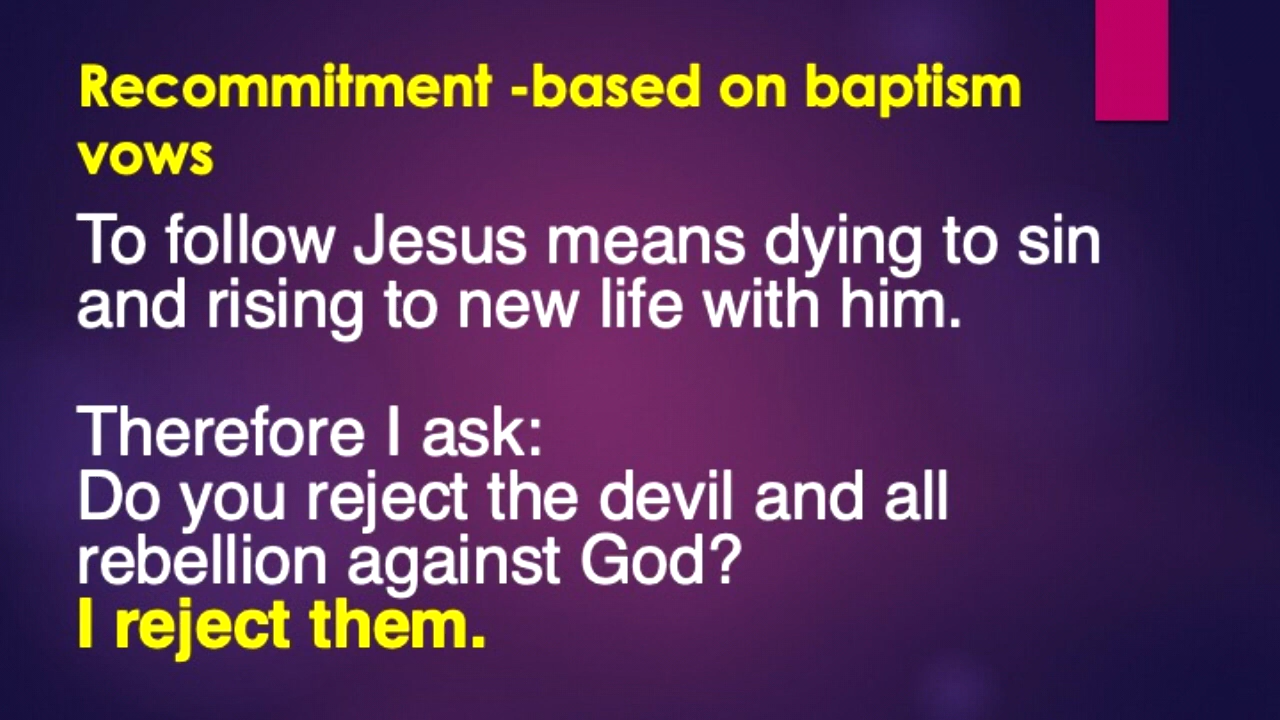 Recommitment -based on baptism
vows
To follow Jesus means dying to sin
and rising to new life with him.
Therefore I ask:
Do you reject the devil and all
rebellion against God?
I reject them.